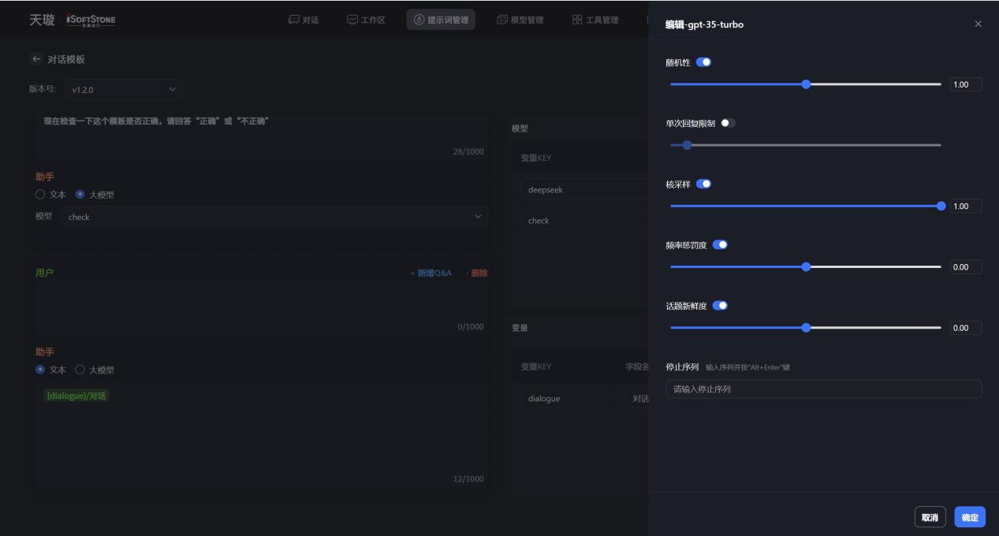 天璇 iSoftStone
对话 工作区 提示词管理 模型管理 工具管理
对话模板
版本号: v1.2.0
现在检查一下这个模板是否正确，请回答“正确”或“不正确”
28/1000
助手
文本 大模型
模型 check
用户 + 新增Q&A - 删除
0/1000
助手
文本 大模型
{dialogue}/对话
12/1000
模型
变量KEY
deepseek
check
变量
变量KEY 字段名
dialogue 对话
编辑-gpt-35-turbo
随机性
1.00
单次回复限制
核采样
1.00
频率惩罚度
0.00
话题新鲜度
0.00
停止序列 输入序列并按"Alt+Enter"键
请输入停止序列
取消 确定